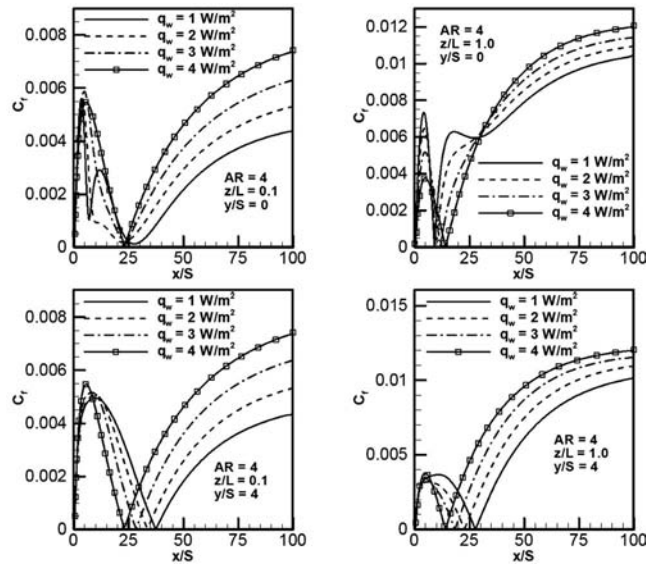 0.008
0.006
0.004
0.002
0
C_f
q_w = 1 W/m²
q_w = 2 W/m²
q_w = 3 W/m²
q_w = 4 W/m²
AR = 4
z/L = 0.1
y/S = 0
0 25 50 75 100
x/S
0.012
0.01
0.008
0.006
0.004
0.002
0
C_f
AR = 4
z/L = 1.0
y/S = 0
q_w = 1 W/m²
q_w = 2 W/m²
q_w = 3 W/m²
q_w = 4 W/m²
0 25 50 75 100
x/S
0.008
0.006
0.004
0.002
0
C_f
q_w = 1 W/m²
q_w = 2 W/m²
q_w = 3 W/m²
q_w = 4 W/m²
AR = 4
z/L = 0.1
y/S = 4
0 25 50 75 100
x/S
0.015
0.01
0.005
0
C_f
q_w = 1 W/m²
q_w = 2 W/m²
q_w = 3 W/m²
q_w = 4 W/m²
AR = 4
z/L = 1.0
y/S = 4
0 25 50 75 100
x/S